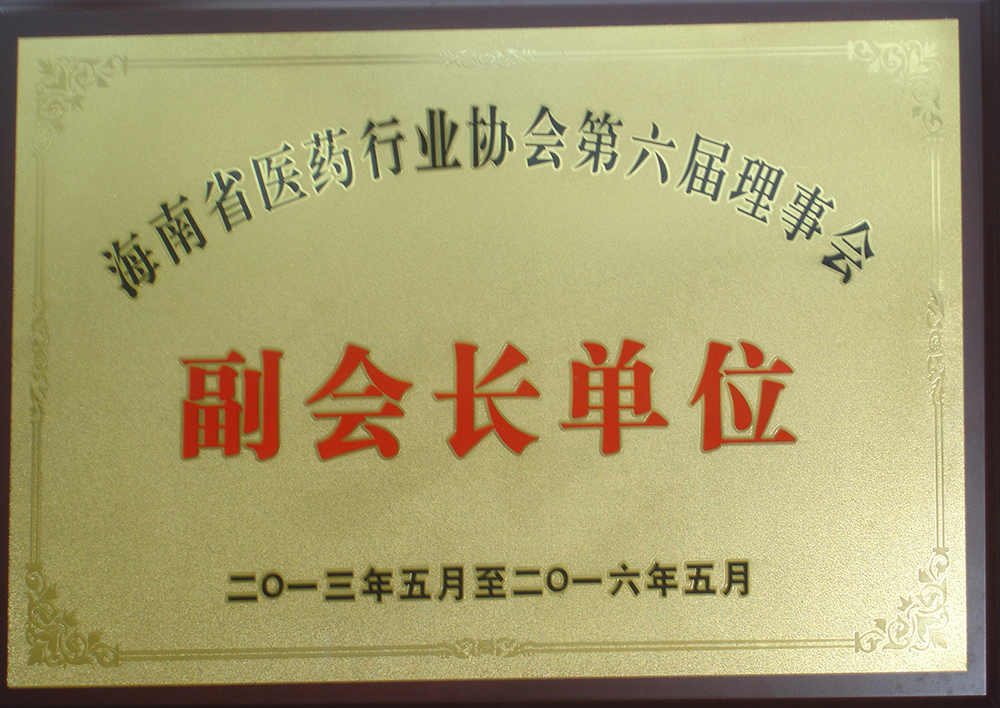 海南省医药行业协会第六届理事会
副会长单位
二〇一三年五月至二〇一六年五月